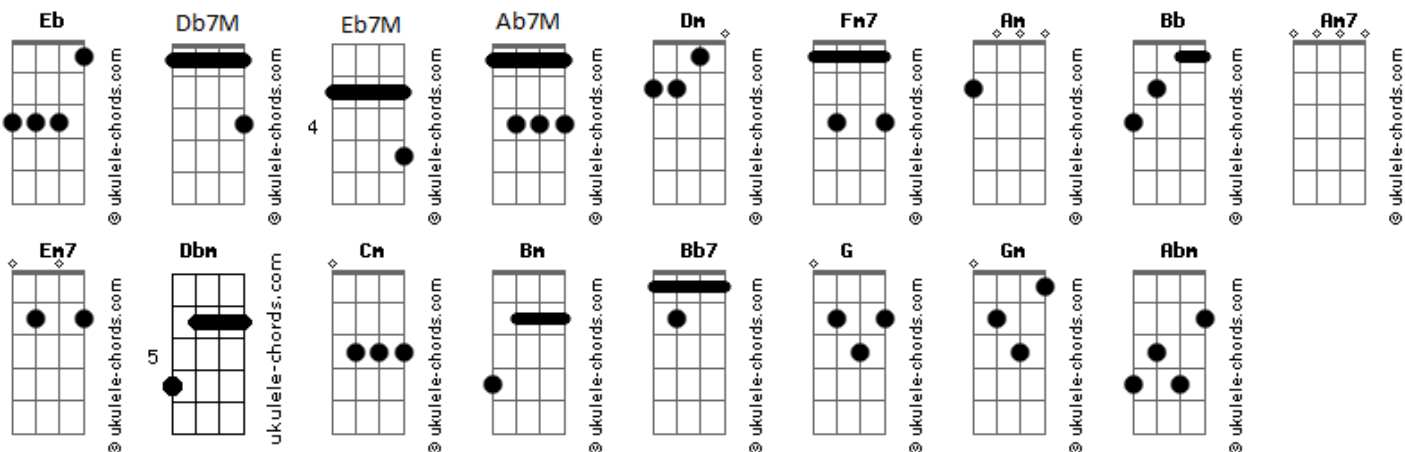 Eb Db7M Eb7M Ab7M Dm Fm7 Am Bb Am7
© ukulele-chords.com © ukulele-chords.com © ukulele-chords.com © ukulele-chords.com © ukulele-chords.com © ukulele-chords.com © ukulele-chords.com © ukulele-chords.com © ukulele-chords.com
4
Em7 Dbm Cm Bm Bb7 G Gm Abm
© ukulele-chords.com ukulele-chords.com © ukulele-chords.com © ukulele-chords.com © ukulele-chords.com © ukulele-chords.com © ukulele-chords.com © ukulele-chords.com
5